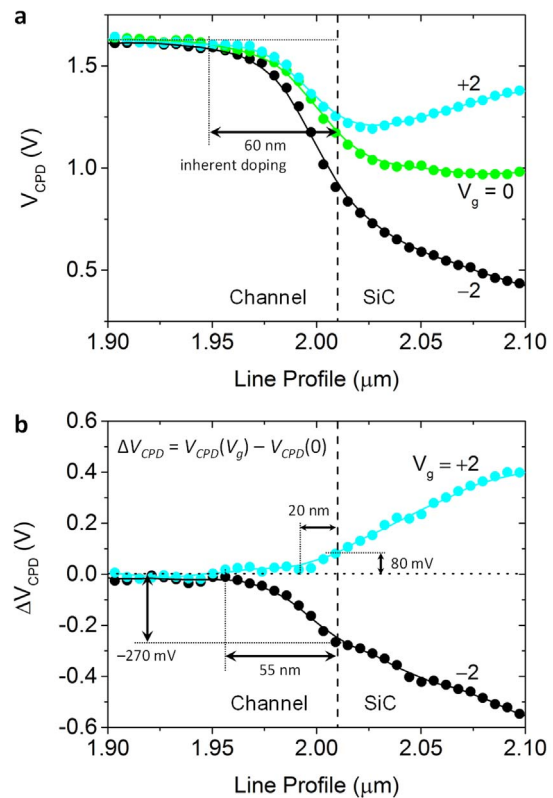 a
V_CPD (V)
1.5
1.0
0.5
+2
V_g = 0
−2
60 nm
inherent doping
Channel
SiC
1.90
1.95
2.00
2.05
2.10
Line Profile (μm)
b
ΔV_CPD = V_CPD(V_g) − V_CPD(0)
ΔV_CPD (V)
0.6
0.4
0.2
0.0
-0.2
-0.4
-0.6
V_g = +2
20 nm
80 mV
−270 mV
55 nm
−2
Channel
SiC
1.90
1.95
2.00
2.05
2.10
Line Profile (μm)